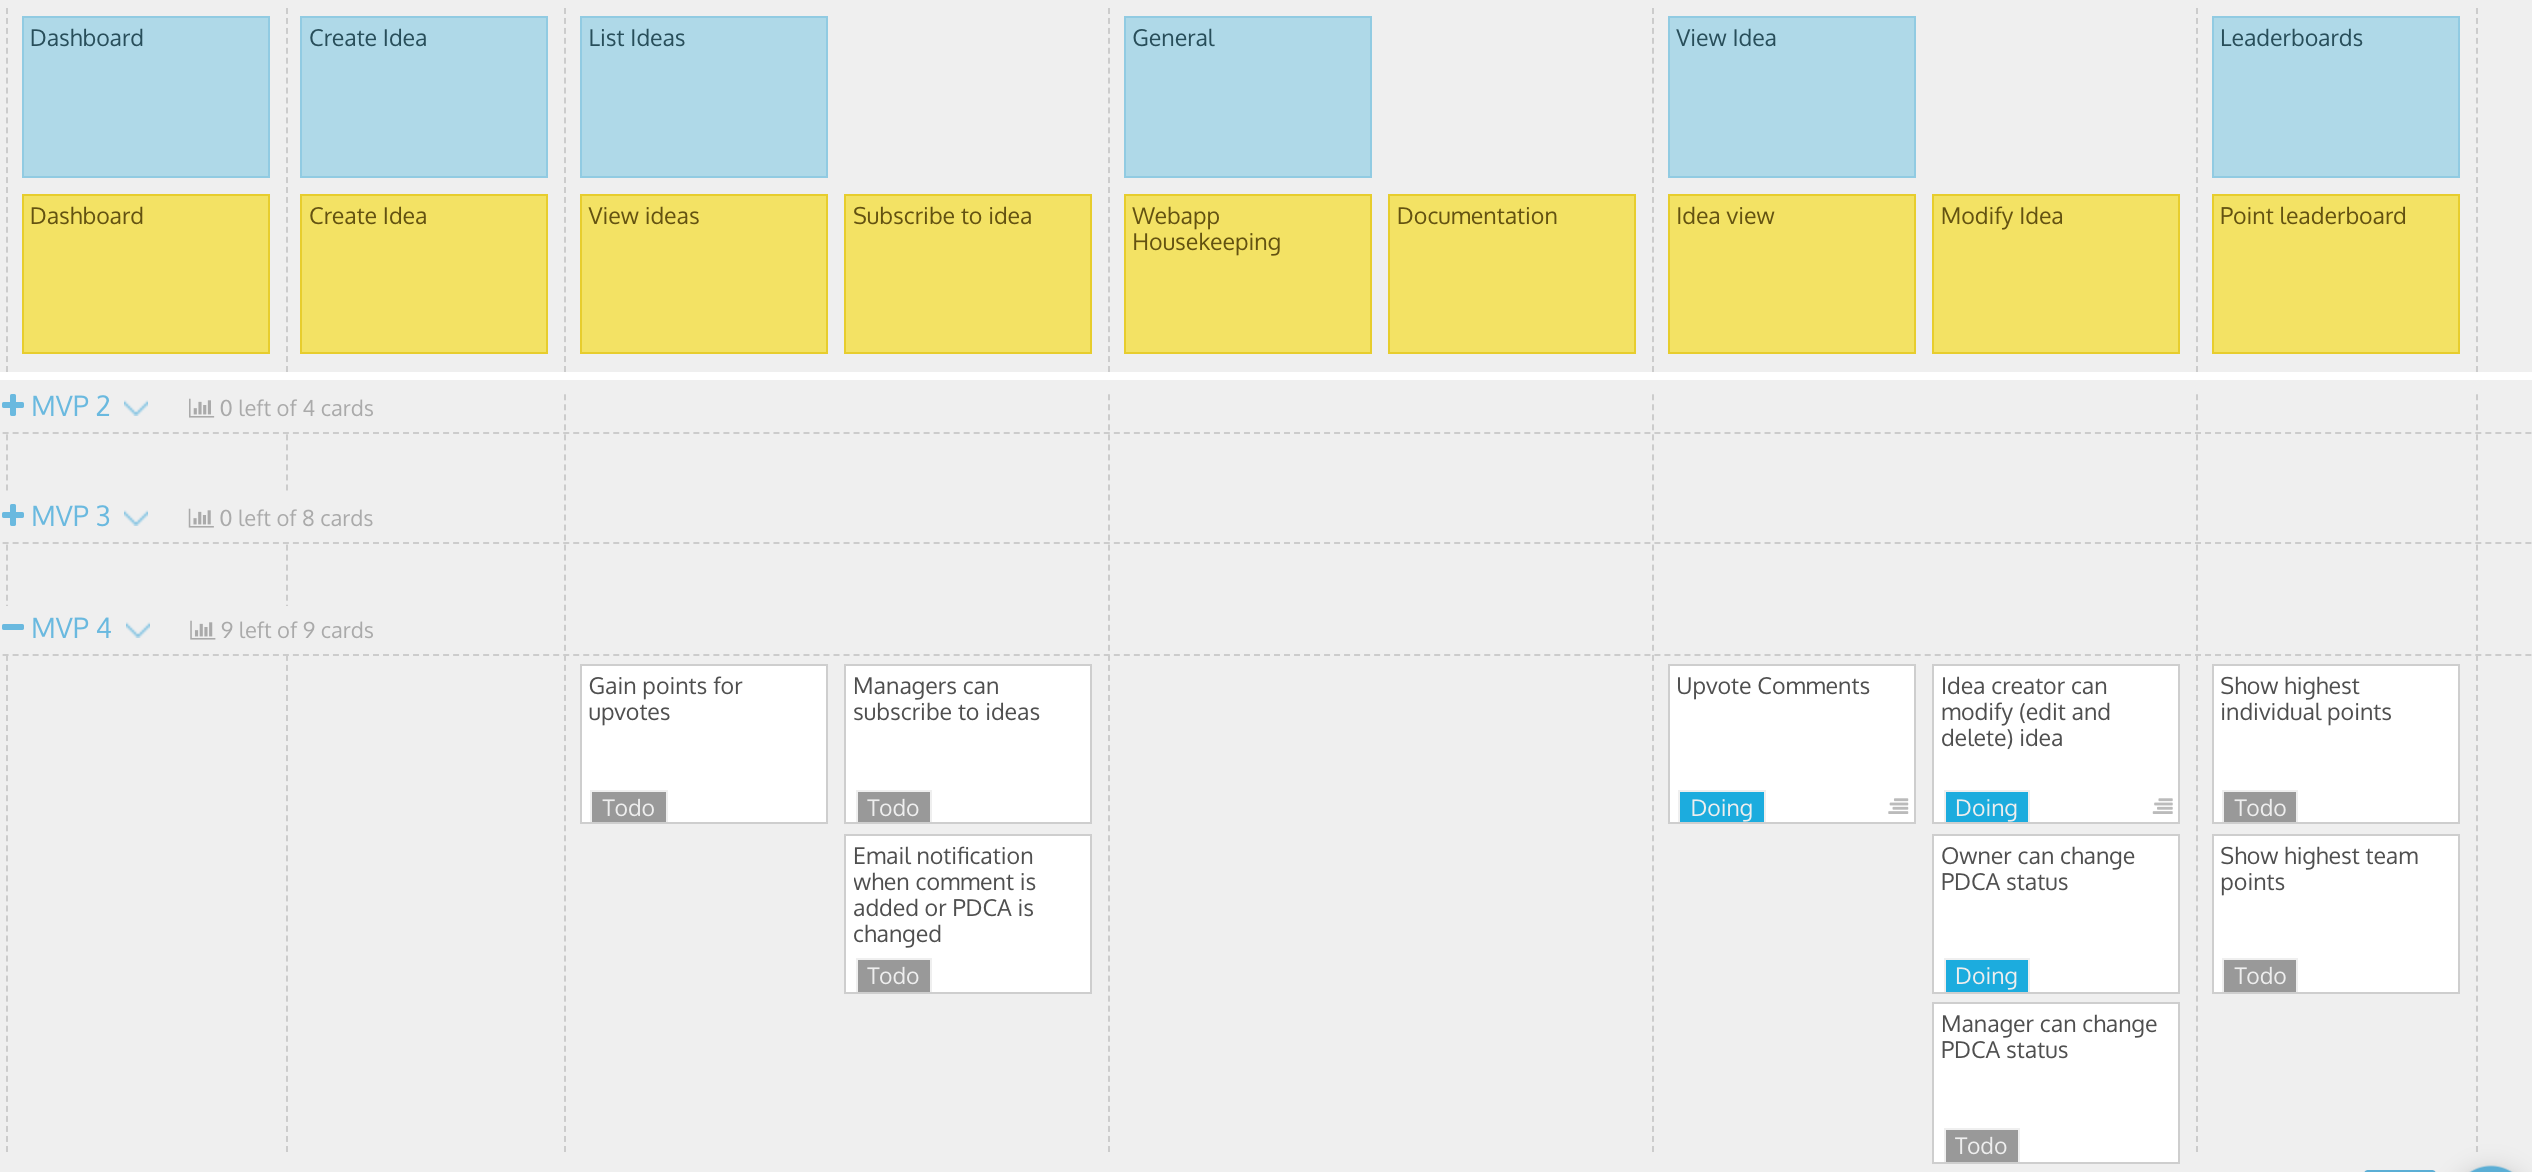 Dashboard
Create Idea
List Ideas
General
View Idea
Leaderboards
Dashboard
Create Idea
View ideas
Subscribe to idea
Webapp
Housekeeping
Documentation
Idea view
Modify Idea
Point leaderboard
MVP 2
0 left of 4 cards
MVP 3
0 left of 8 cards
MVP 4
9 left of 9 cards
Gain points for
upvotes
Todo
Managers can
subscribe to ideas
Todo
Upvote Comments
Doing
Idea creator can
modify (edit and
delete) idea
Doing
Show highest
individual points
Todo
Email notification
when comment is
added or PDCA is
changed
Todo
Owner can change
PDCA status
Doing
Show highest team
points
Todo
Manager can change
PDCA status
Todo